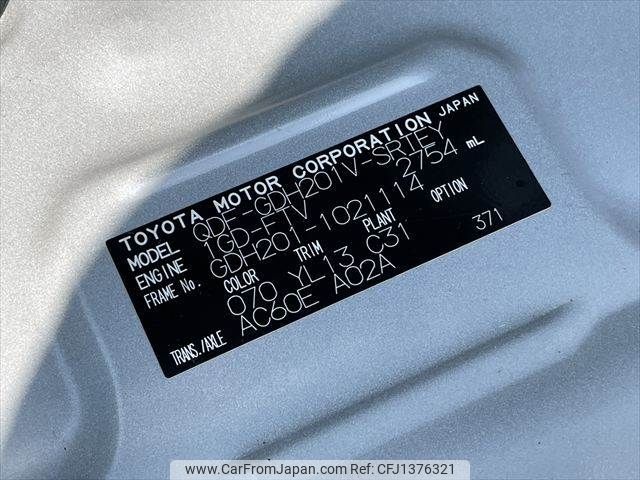 TOYOTA MOTOR CORPORATION JAPAN
MODEL QDF-GDH201V-SRTEY
ENGINE 1GD-FTV 2754 mL
FRAME No. GDH201-1021114
COLOR TRIM PLANT OPTION
070 YL13 C31 371
TRANS./AXLE AC60E A02A
www.CarFromJapan.com - CFJ1376321